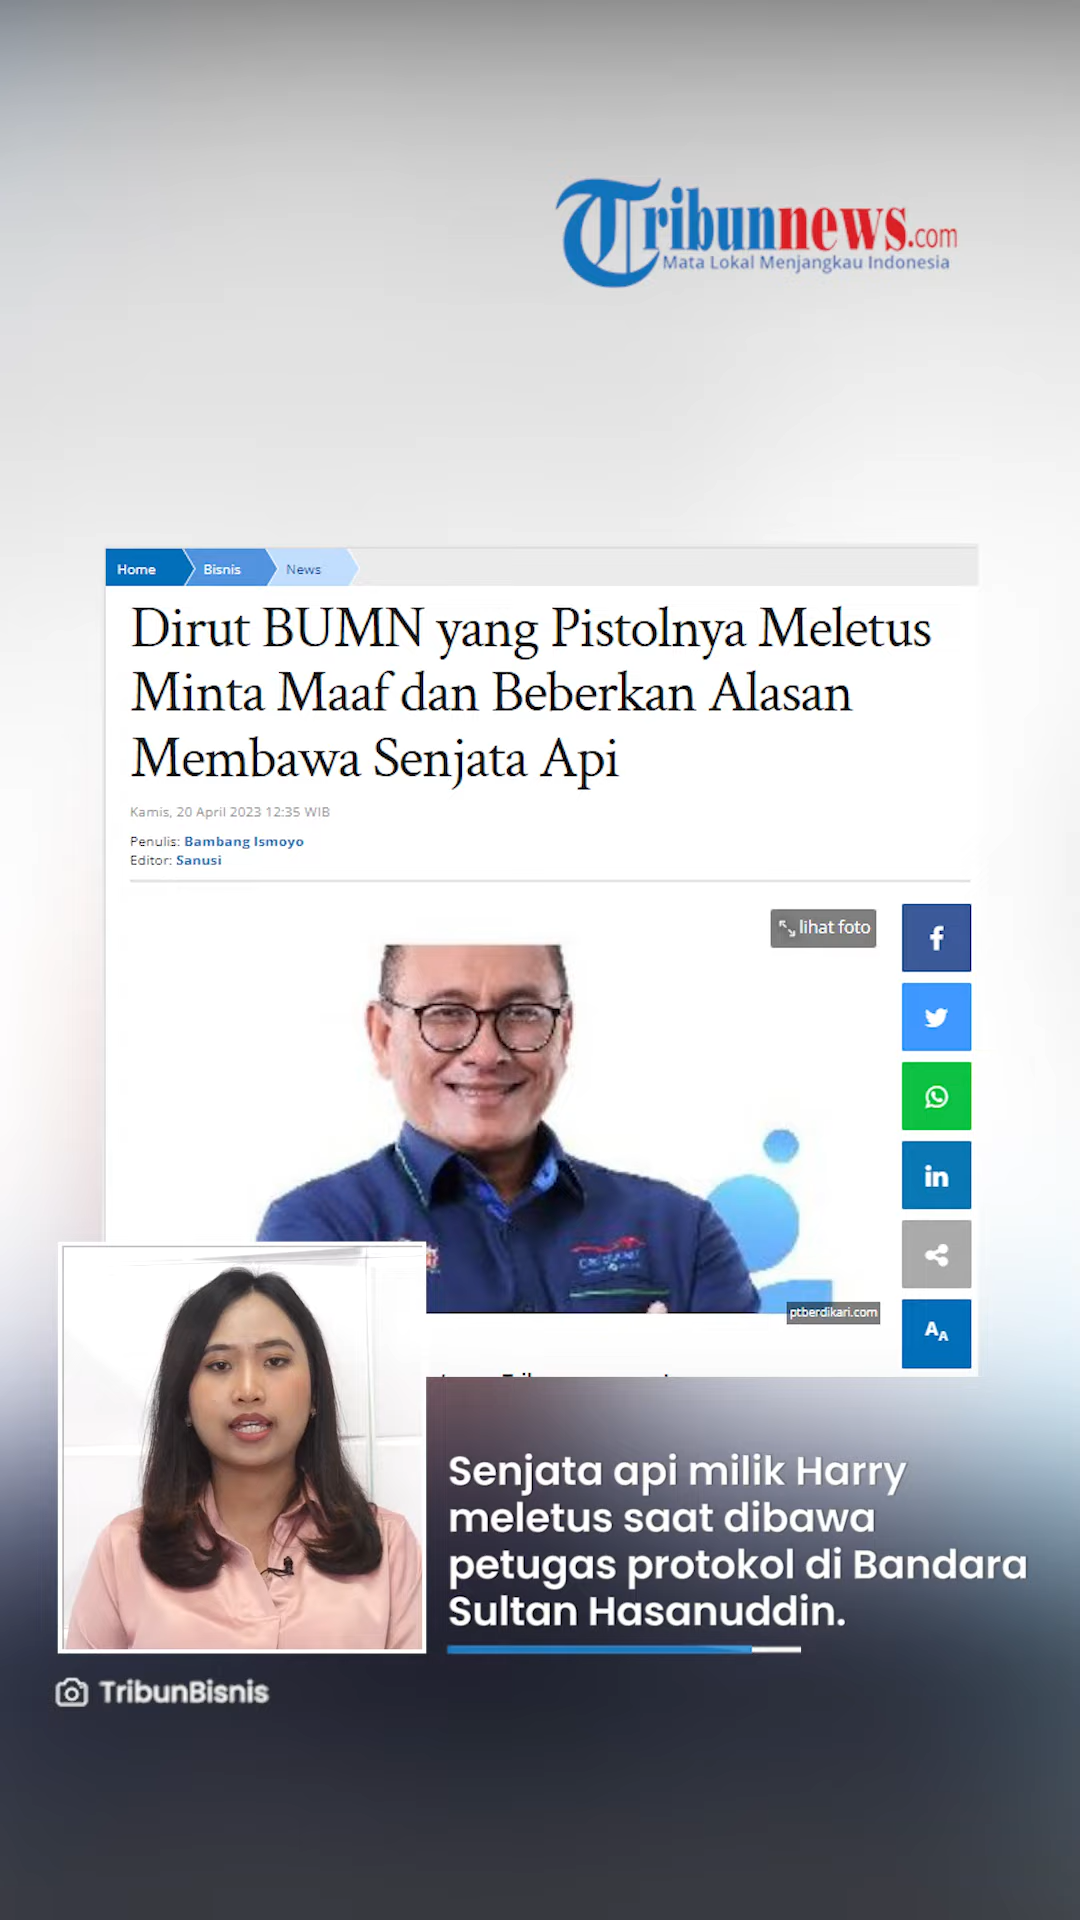 Tribunnews.com
Mata Lokal Menjangkau Indonesia
Home Bisnis News
Dirut BUMN yang Pistolnya Meletus
Minta Maaf dan Beberkan Alasan
Membawa Senjata Api
Kamis, 20 April 2023 12:35 WIB
Penulis: Bambang Ismoyo
Editor: Sanusi
lihat foto
f
in
ptberdikari.com
AA
Senjata api milik Harry
meletus saat dibawa
petugas protokol di Bandara
Sultan Hasanuddin.
TribunBisnis